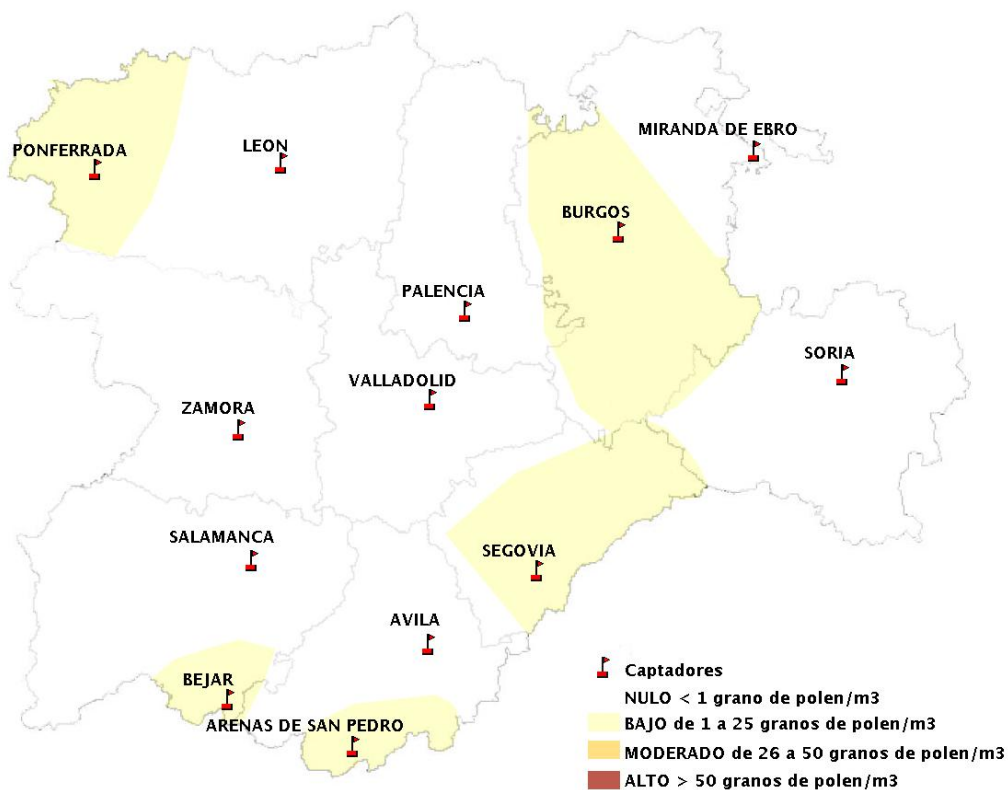 MIRANDA DE EBRO
PONFERRADA
LEON
BURGOS
PALENCIA
SORIA
VALLADOLID
ZAMORA
SALAMANCA
SEGOVIA
AVILA
BEJAR
ARENAS DE SAN PEDRO
Captadores
NULO < 1 grano de polen/m3
BAJO de 1 a 25 granos de polen/m3
MODERADO de 26 a 50 granos de polen/m3
ALTO > 50 granos de polen/m3